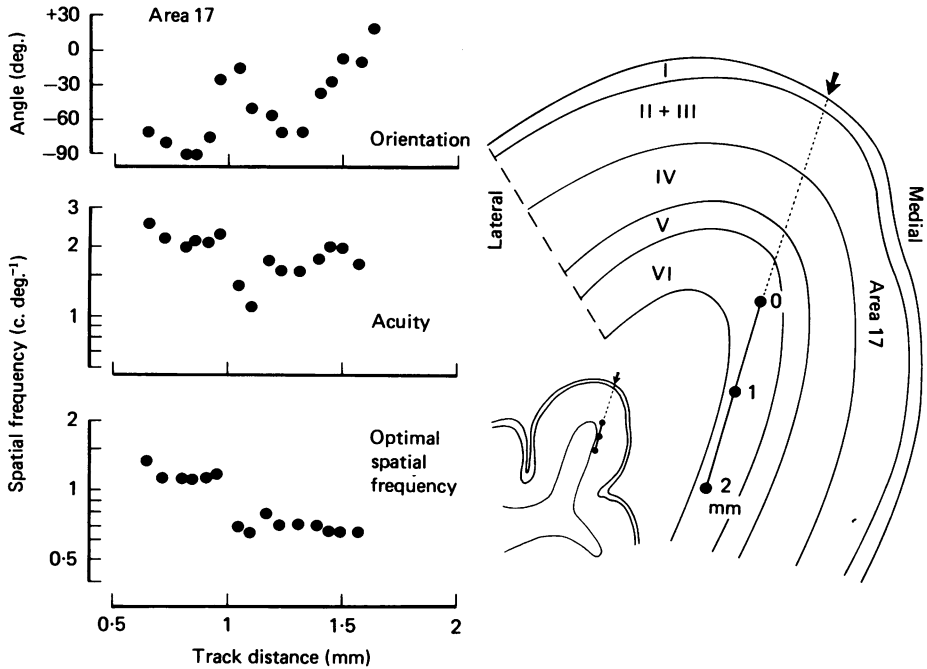 Area 17
Angle (deg.)
+30
0
−30
−60
−90
Orientation
Spatial frequency (c. deg.⁻¹)
3
2
1
Acuity
2
1
0·5
Optimal
spatial
frequency
0·5
1
1·5
2
Track distance (mm)
I
II + III
IV
V
VI
Lateral
Medial
Area 17
0
1
2
mm